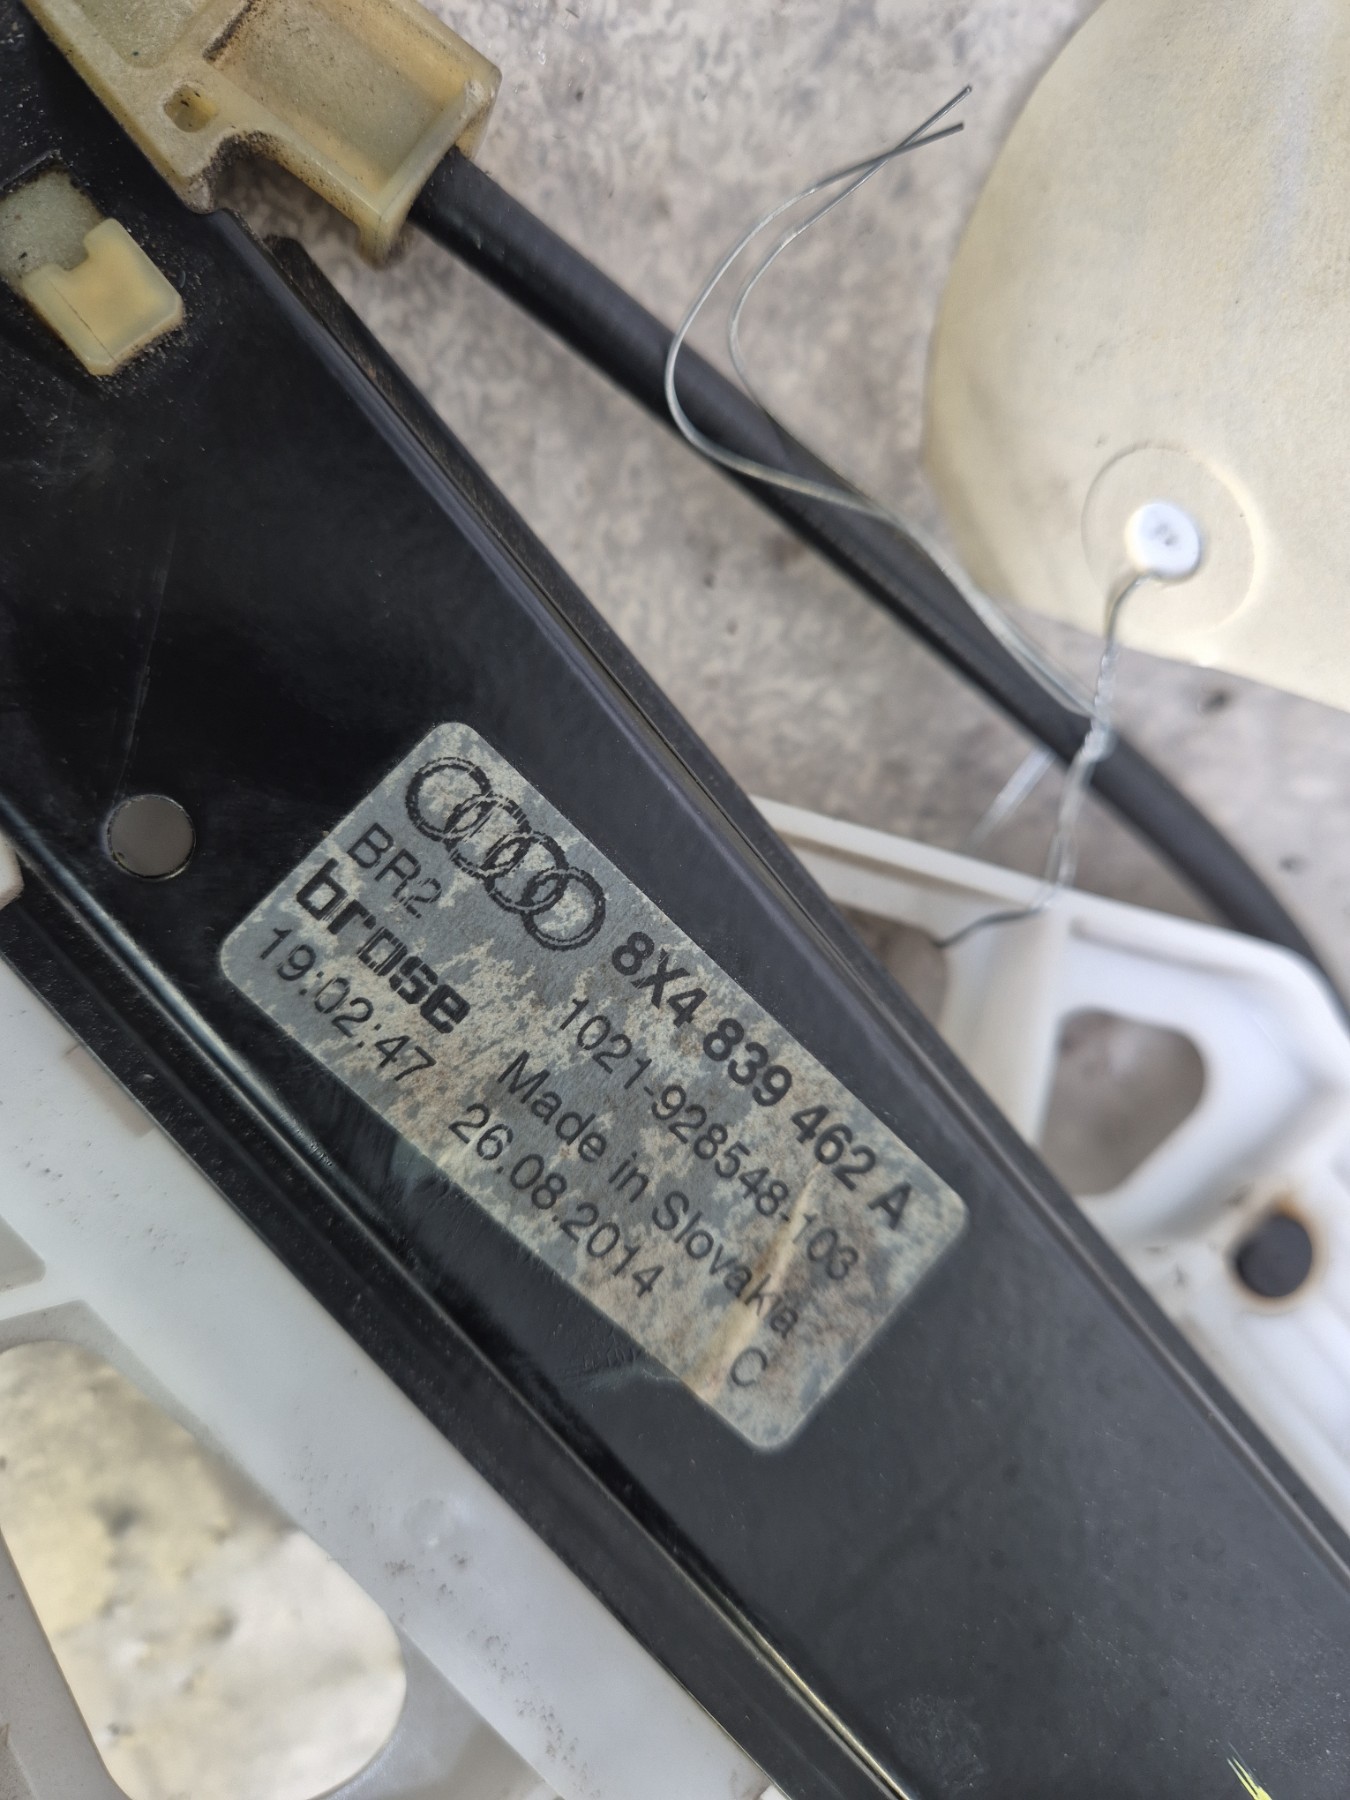 8X4 839 462 A
BR2
1021-928548-103
brose
Made in Slovakia
19:02:47
26.08.2014
C